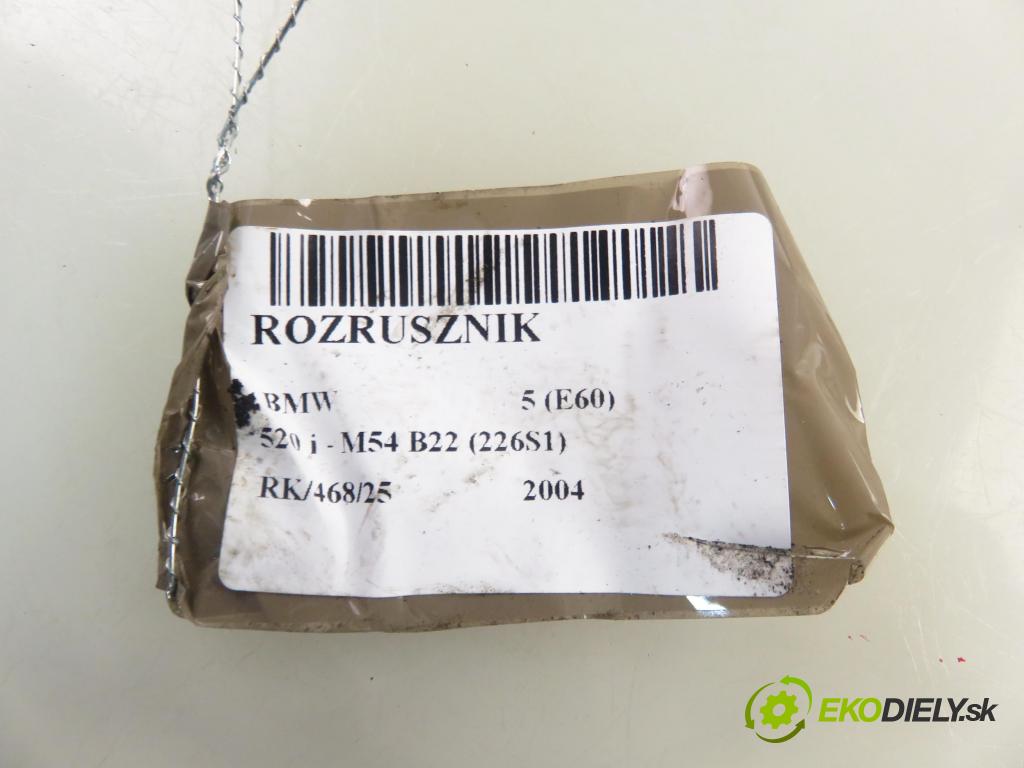 ROZRUSZNIK
BMW 5 (E60)
520 i - M54 B22 (226S1)
RK/468/25 2004
EKODIELY.sk